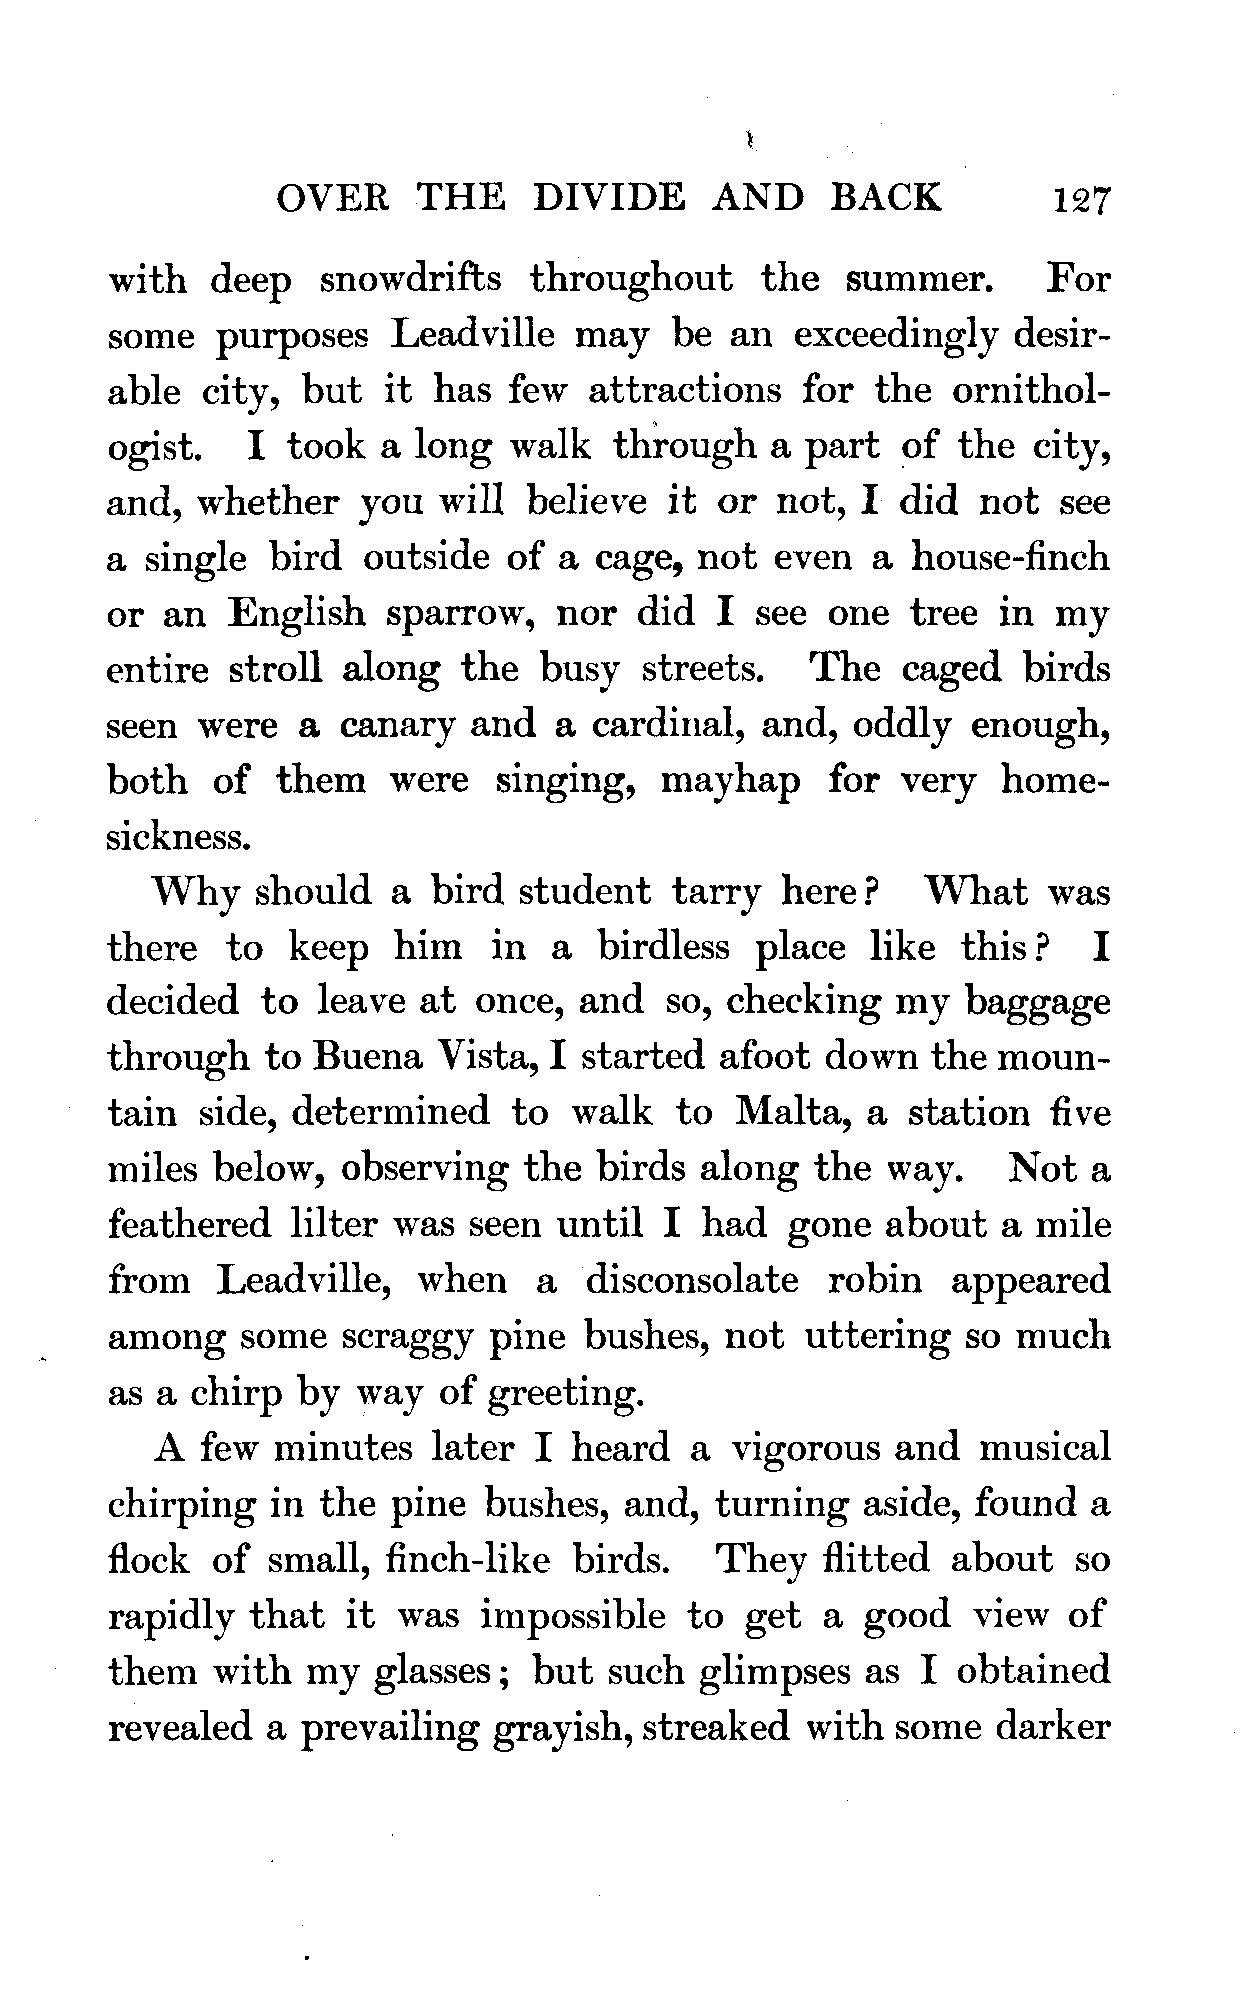 OVER THE DIVIDE AND BACK 127
with deep snowdrifts throughout the summer. For
some purposes Leadville may be an exceedingly desir-
able city, but it has few attractions for the ornithol-
ogist. I took a long walk through a part of the city,
and, whether you will believe it or not, I did not see
a single bird outside of a cage, not even a house-finch
or an English sparrow, nor did I see one tree in my
entire stroll along the busy streets. The caged birds
seen were a canary and a cardinal, and, oddly enough,
both of them were singing, mayhap for very home-
sickness.
Why should a bird student tarry here? What was
there to keep him in a birdless place like this? I
decided to leave at once, and so, checking my baggage
through to Buena Vista, I started afoot down the moun-
tain side, determined to walk to Malta, a station five
miles below, observing the birds along the way. Not a
feathered lilter was seen until I had gone about a mile
from Leadville, when a disconsolate robin appeared
among some scraggy pine bushes, not uttering so much
as a chirp by way of greeting.
A few minutes later I heard a vigorous and musical
chirping in the pine bushes, and, turning aside, found a
flock of small, finch-like birds. They flitted about so
rapidly that it was impossible to get a good view of
them with my glasses; but such glimpses as I obtained
revealed a prevailing grayish, streaked with some darker